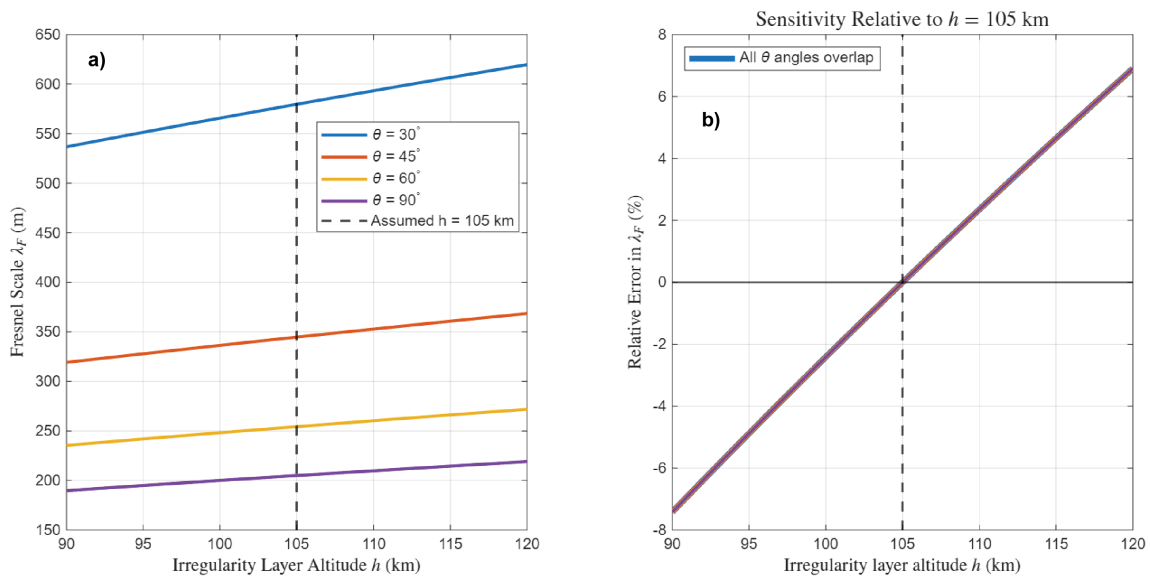 a)
650
600
550
500
450
400
350
300
250
200
150
Fresnel Scale λ_F (m)
θ = 30°
θ = 45°
θ = 60°
θ = 90°
Assumed h = 105 km
90 95 100 105 110 115 120
Irregularity Layer Altitude h (km)
Sensitivity Relative to h = 105 km
All θ angles overlap
b)
8
6
4
2
0
-2
-4
-6
-8
Relative Error in λ_F (%)
90 95 100 105 110 115 120
Irregularity layer altitude h (km)